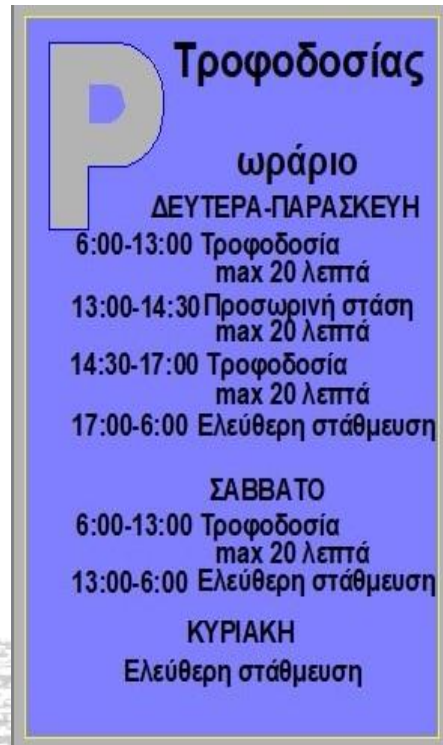 P Τροφοδοσίας
ωράριο
ΔΕΥΤΕΡΑ-ΠΑΡΑΣΚΕΥΗ
6:00-13:00 Τροφοδοσία
max 20 λεπτά
13:00-14:30 Προσωρινή στάση
max 20 λεπτά
14:30-17:00 Τροφοδοσία
max 20 λεπτά
17:00-6:00 Ελεύθερη στάθμευση
ΣΑΒΒΑΤΟ
6:00-13:00 Τροφοδοσία
max 20 λεπτά
13:00-6:00 Ελεύθερη στάθμευση
ΚΥΡΙΑΚΗ
Ελεύθερη στάθμευση